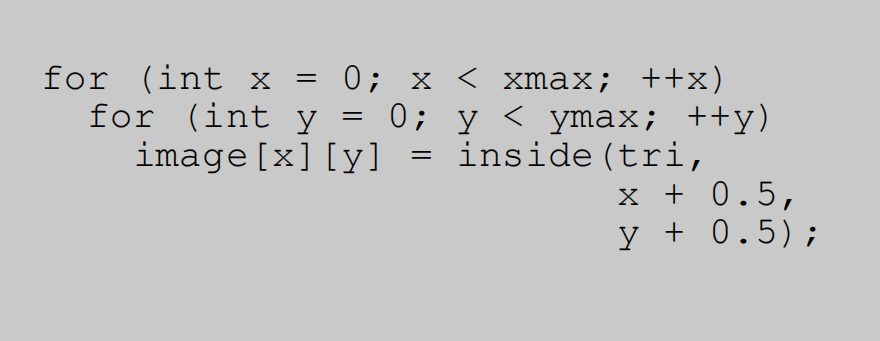 for (int x = 0; x < xmax; ++x)
for (int y = 0; y < ymax; ++y)
image[x][y] = inside(tri,
x + 0.5,
y + 0.5);